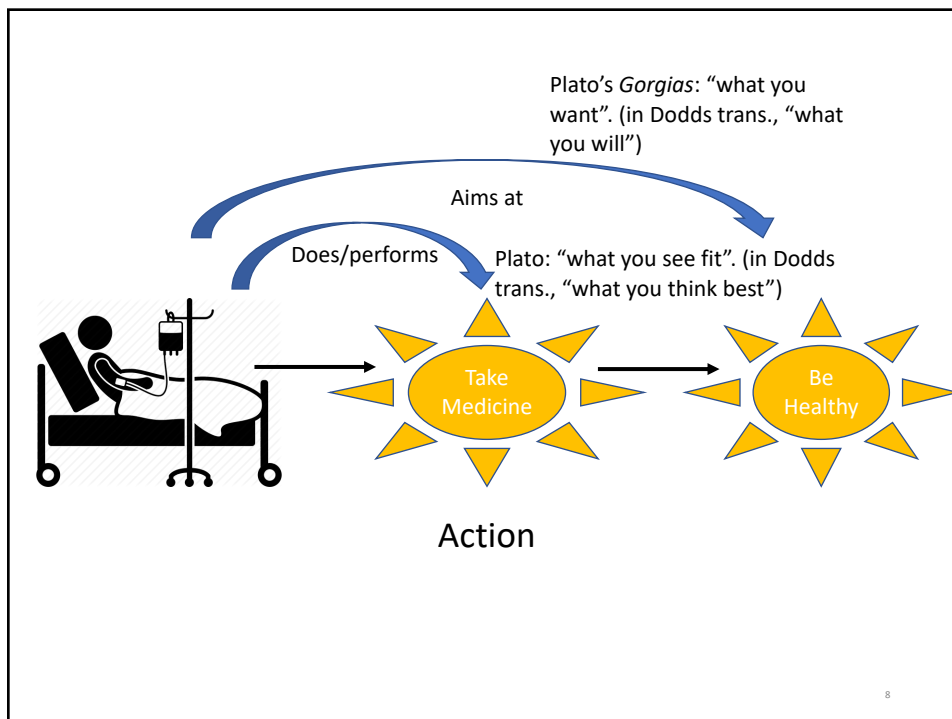 Plato’s Gorgias: “what you
want”. (in Dodds trans., “what
you will”)
Aims at
Does/performs
Plato: “what you see fit”. (in Dodds
trans., “what you think best”)
Take
Medicine
Be
Healthy
Action
8